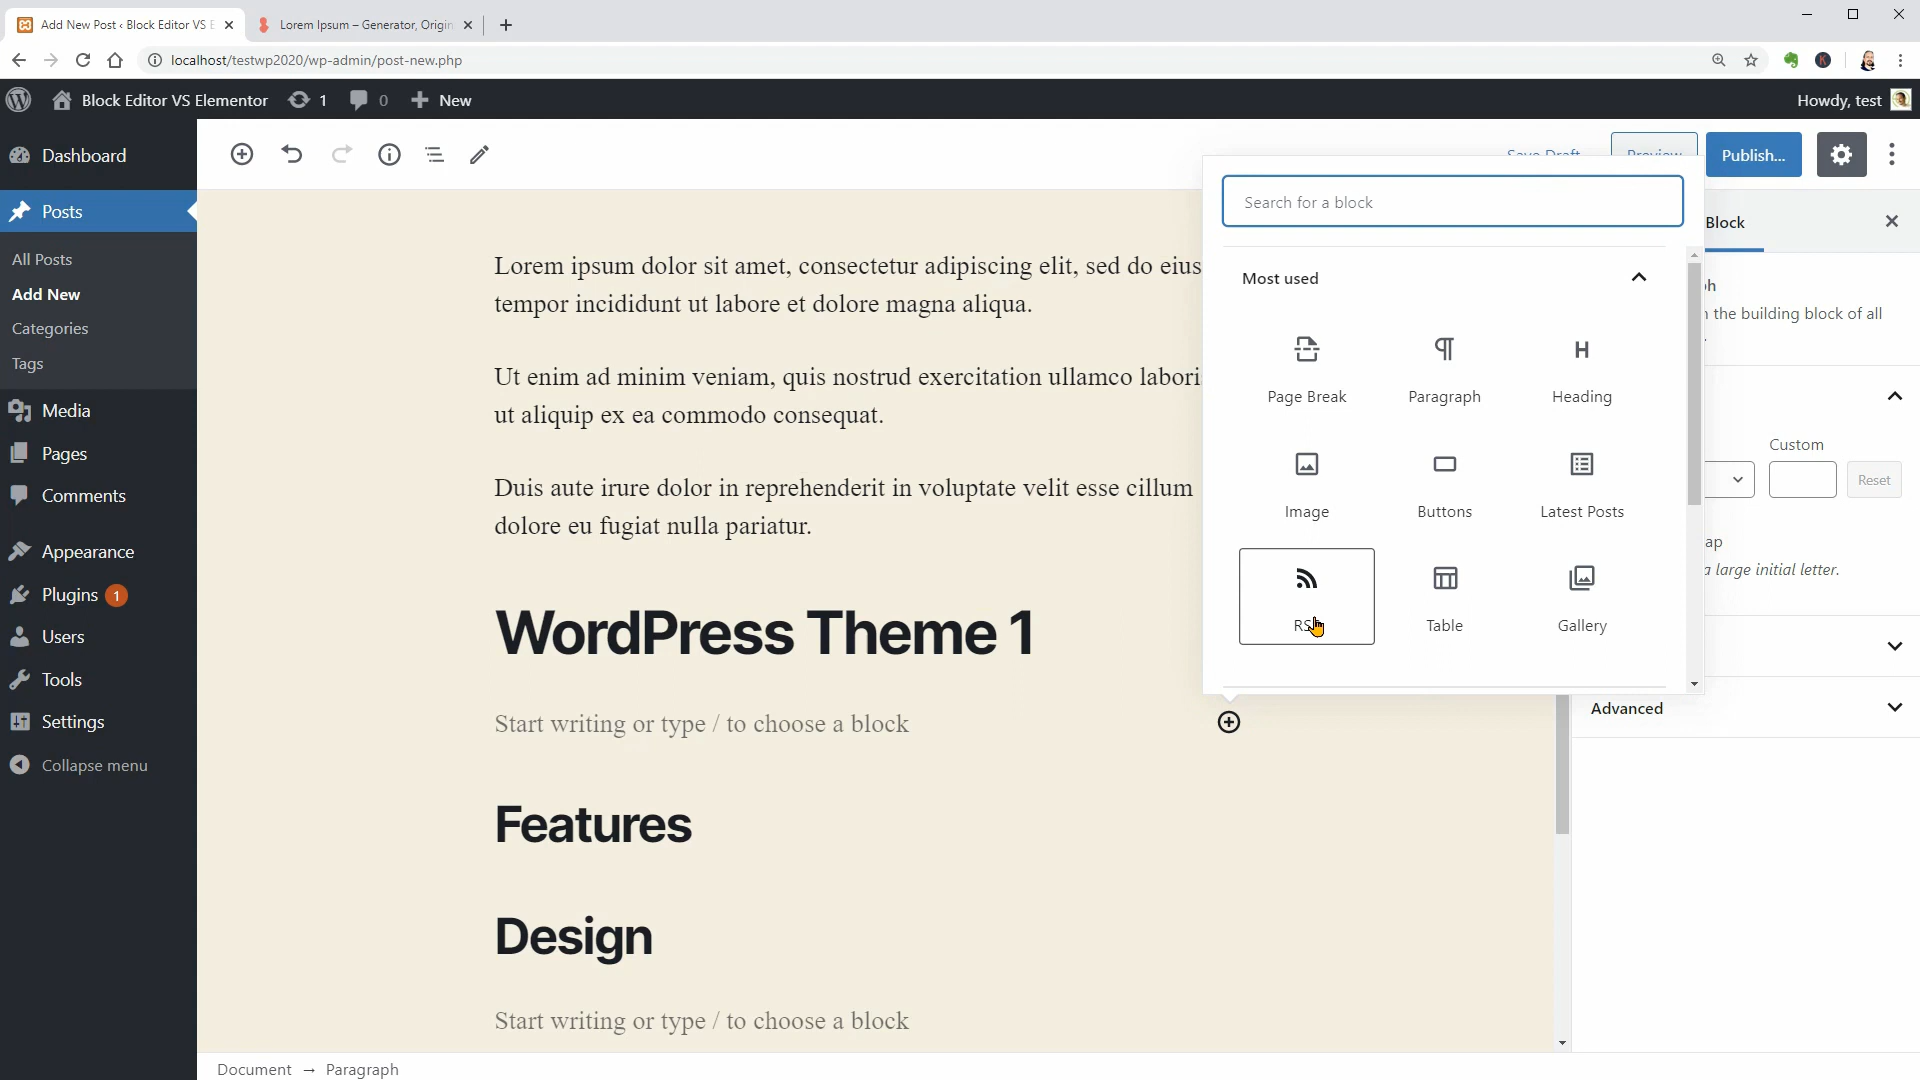 Add New Post ‹ Block Editor VS E
Lorem Ipsum – Generator, Origin
localhost/testwp2020/wp-admin/post-new.php
Block Editor VS Elementor
1
0
New
Howdy, test
Dashboard
Posts
All Posts
Add New
Categories
Tags
Media
Pages
Comments
Appearance
Plugins 1
Users
Tools
Settings
Collapse menu
Save Draft
Preview
Publish...
Lorem ipsum dolor sit amet, consectetur adipiscing elit, sed do eius
tempor incididunt ut labore et dolore magna aliqua.
Ut enim ad minim veniam, quis nostrud exercitation ullamco labori
ut aliquip ex ea commodo consequat.
Duis aute irure dolor in reprehenderit in voluptate velit esse cillum
dolore eu fugiat nulla pariatur.
WordPress Theme 1
Start writing or type / to choose a block
Features
Design
Start writing or type / to choose a block
Search for a block
Most used
Page Break
Paragraph
Heading
Image
Buttons
Latest Posts
Table
Gallery
Block
the building block of all
Custom
Reset
a large initial letter.
Advanced
Document → Paragraph